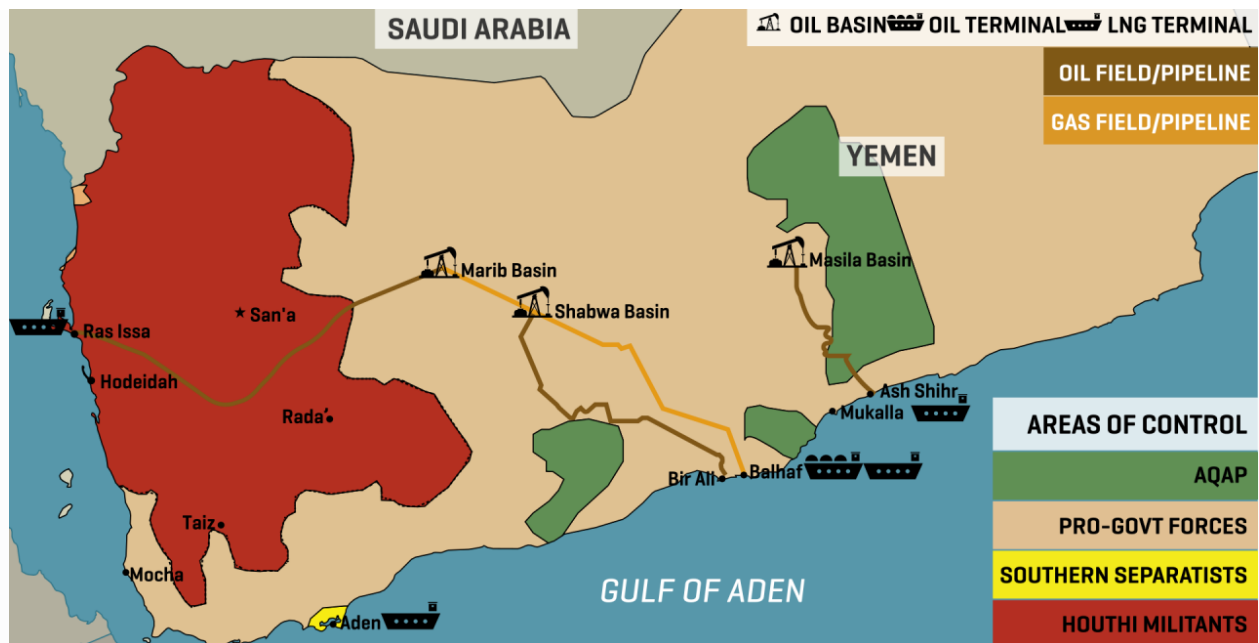 SAUDI ARABIA
OIL BASIN OIL TERMINAL LNG TERMINAL
OIL FIELD/PIPELINE
GAS FIELD/PIPELINE
YEMEN
Marib Basin
Masila Basin
San'a
Shabwa Basin
Ras Issa
Hodeidah
Ash Shihr
Mukalla
Rada'
Balhaf
Bir Ali
Taiz
Mocha
GULF OF ADEN
Aden
AREAS OF CONTROL
AQAP
PRO-GOVT FORCES
SOUTHERN SEPARATISTS
HOUTHI MILITANTS